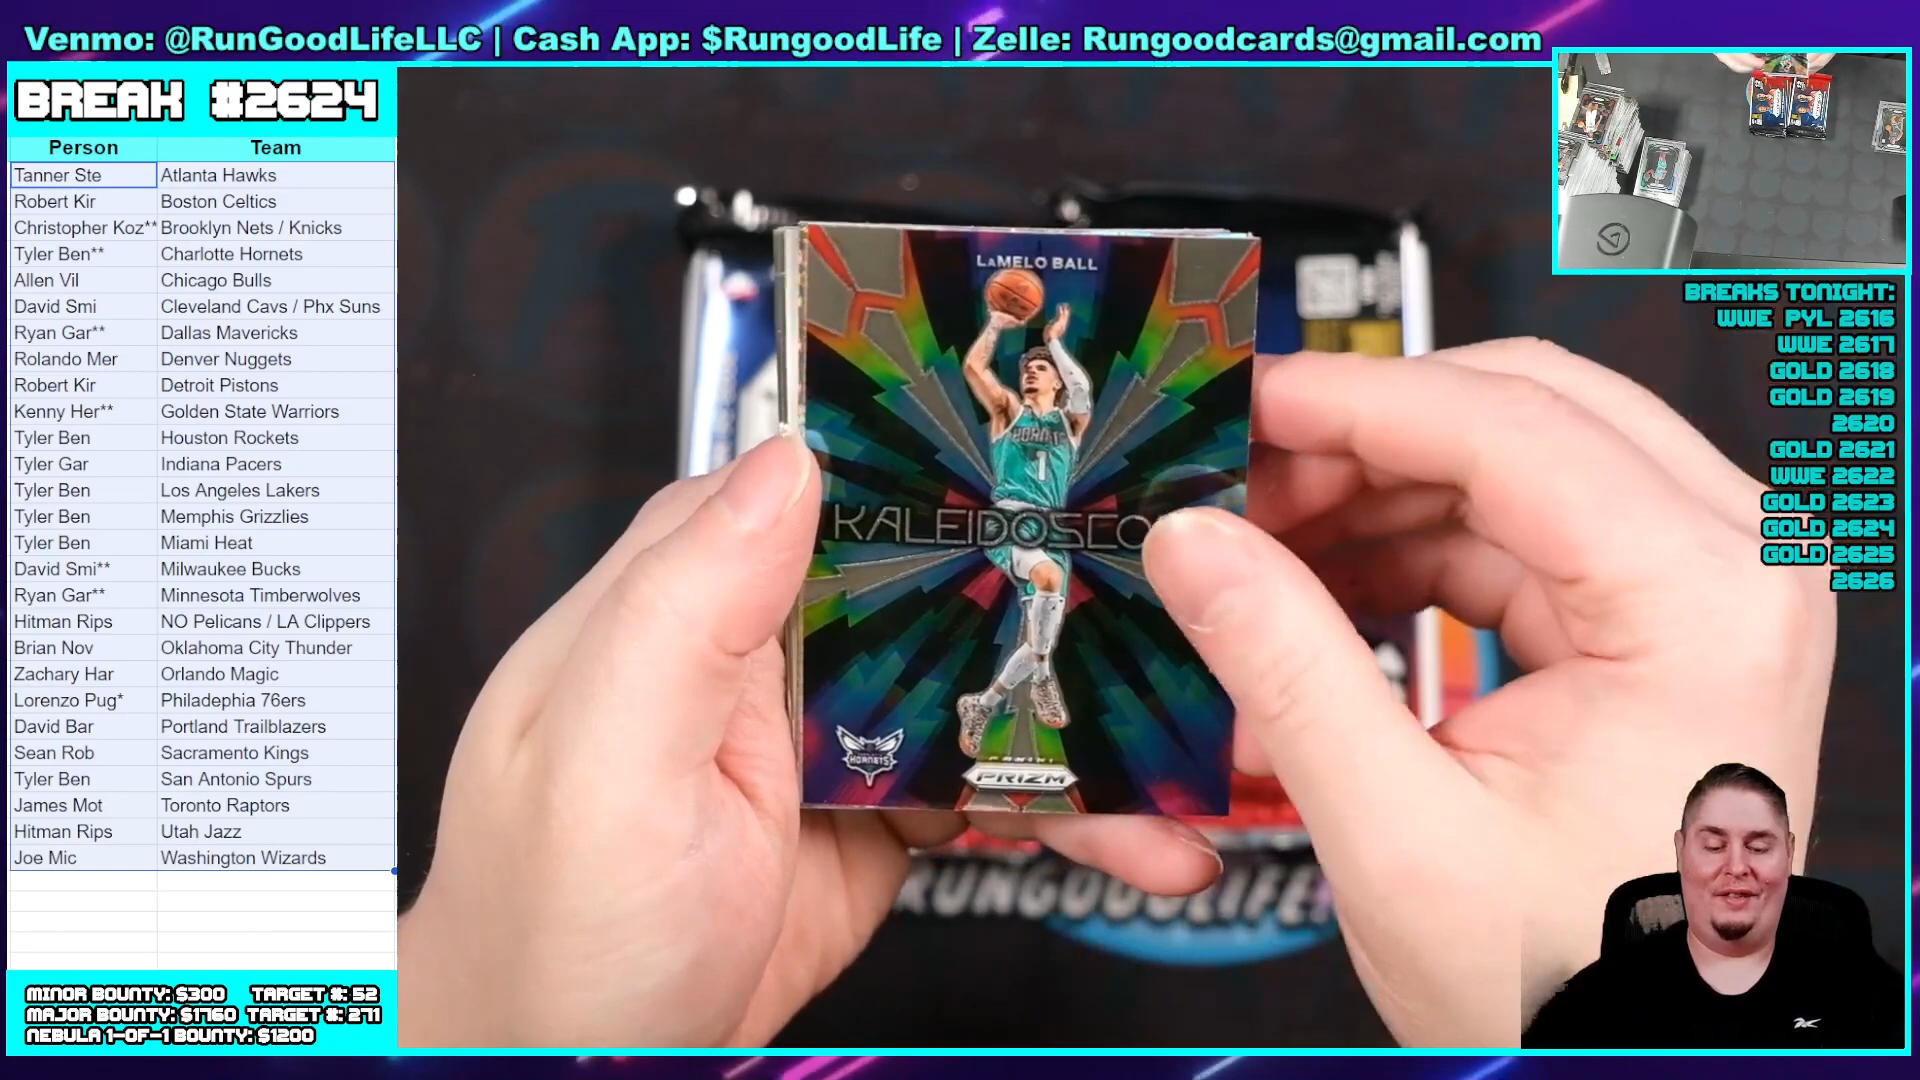 Venmo: @RunGoodLifeLLC | Cash App: $RungoodLife | Zelle: Rungoodcards@gmail.com
BREAK #2624
Person Team
Tanner Ste Atlanta Hawks
Robert Kir Boston Celtics
Christopher Koz** Brooklyn Nets / Knicks
Tyler Ben** Charlotte Hornets
Allen Vil Chicago Bulls
David Smi Cleveland Cavs / Phx Suns
Ryan Gar** Dallas Mavericks
Rolando Mer Denver Nuggets
Robert Kir Detroit Pistons
Kenny Her** Golden State Warriors
Tyler Ben Houston Rockets
Tyler Gar Indiana Pacers
Tyler Ben Los Angeles Lakers
Tyler Ben Memphis Grizzlies
Tyler Ben Miami Heat
David Smi** Milwaukee Bucks
Ryan Gar** Minnesota Timberwolves
Hitman Rips NO Pelicans / LA Clippers
Brian Nov Oklahoma City Thunder
Zachary Har Orlando Magic
Lorenzo Pug* Philadephia 76ers
David Bar Portland Trailblazers
Sean Rob Sacramento Kings
Tyler Ben San Antonio Spurs
James Mot Toronto Raptors
Hitman Rips Utah Jazz
Joe Mic Washington Wizards
MINOR BOUNTY: $300 TARGET #: 52
MAJOR BOUNTY: $1760 TARGET #: 271
NEBULA 1-OF-1 BOUNTY: $1200
LAMELO BALL
HORNETS
1
KALEIDOSCO
HORNETS
PANINI
PRIZM
RUNGOODLIFE
BREAKS TONIGHT:
WWE PYL 2616
WWE 2617
GOLD 2618
GOLD 2619
2620
GOLD 2621
WWE 2622
GOLD 2623
GOLD 2624
GOLD 2625
2626